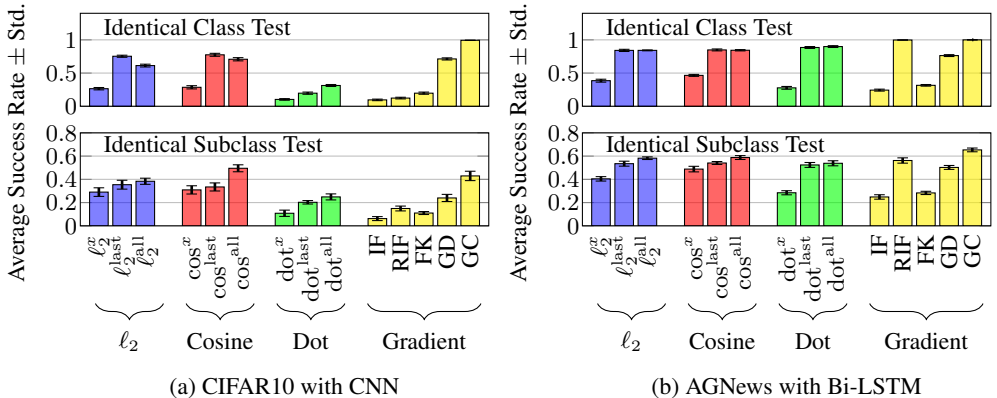 Average Success Rate ± Std.
Identical Class Test
1
0.5
0
Identical Subclass Test
0.8
0.6
0.4
0.2
0
ℓ₂ˣ ℓ₂ˡᵃˢᵗ ℓ₂ᵃˡˡ cosˣ cosˡᵃˢᵗ cosᵃˡˡ dotˣ dotˡᵃˢᵗ dotᵃˡˡ IF RIF FK GD GC
ℓ₂ Cosine Dot Gradient
(a) CIFAR10 with CNN
Average Success Rate ± Std.
Identical Class Test
1
0.5
0
Identical Subclass Test
0.8
0.6
0.4
0.2
0
ℓ₂ˣ ℓ₂ˡᵃˢᵗ ℓ₂ᵃˡˡ cosˣ cosˡᵃˢᵗ cosᵃˡˡ dotˣ dotˡᵃˢᵗ dotᵃˡˡ IF RIF FK GD GC
ℓ₂ Cosine Dot Gradient
(b) AGNews with Bi-LSTM